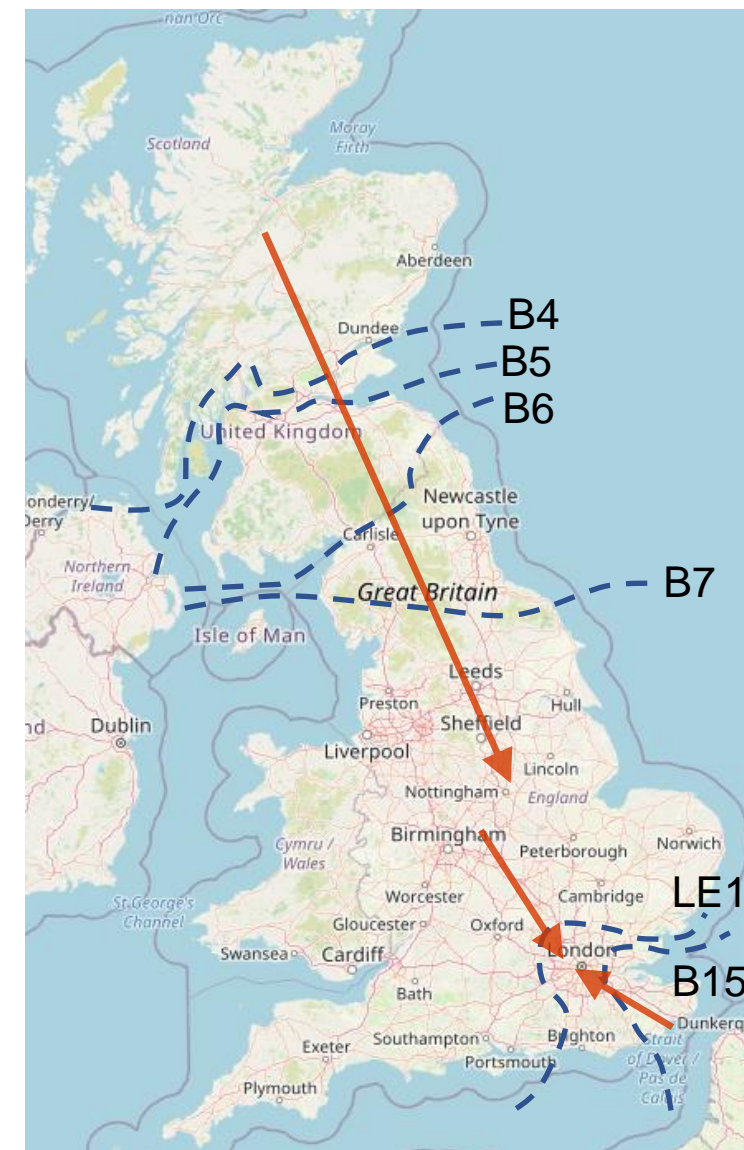 nan'Orc
Moray
Firth
Scotland
Aberdeen
B4
Dundee
B5
B6
United Kingdom
onderry/
Derry
Newcastle
upon Tyne
Carlisle
Northern
Ireland
B7
Great Britain
Isle of Man
Leeds
Preston
Hull
nd
Dublin
Sheffield
Liverpool
Lincoln
Nottingham
England
Birmingham
Norwich
Cymru /
Wales
Peterborough
St George's
Channel
Worcester
Cambridge
LE1
Gloucester
Oxford
Swansea
Cardiff
London
B15
Bath
Dunkerq
Exeter
Southampton
Brighton
Strait
of Dover /
Pas de
Calais
Portsmouth
Plymouth